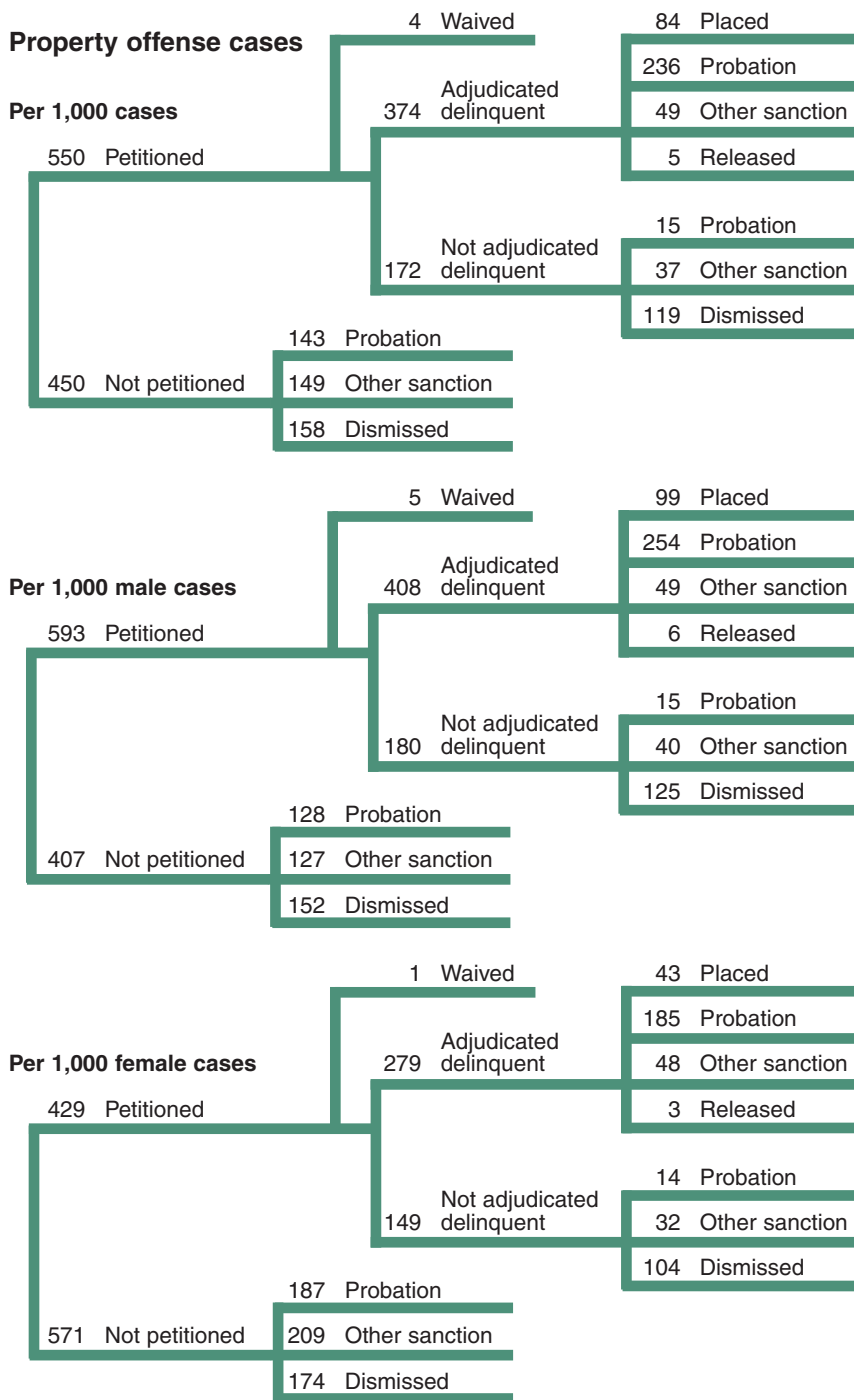 Property offense cases
Per 1,000 cases
550 Petitioned
4 Waived
374 Adjudicated
delinquent
84 Placed
236 Probation
49 Other sanction
5 Released
172 Not adjudicated
delinquent
15 Probation
37 Other sanction
119 Dismissed
450 Not petitioned
143 Probation
149 Other sanction
158 Dismissed
Per 1,000 male cases
593 Petitioned
5 Waived
408 Adjudicated
delinquent
99 Placed
254 Probation
49 Other sanction
6 Released
180 Not adjudicated
delinquent
15 Probation
40 Other sanction
125 Dismissed
407 Not petitioned
128 Probation
127 Other sanction
152 Dismissed
Per 1,000 female cases
429 Petitioned
1 Waived
279 Adjudicated
delinquent
43 Placed
185 Probation
48 Other sanction
3 Released
149 Not adjudicated
delinquent
14 Probation
32 Other sanction
104 Dismissed
571 Not petitioned
187 Probation
209 Other sanction
174 Dismissed